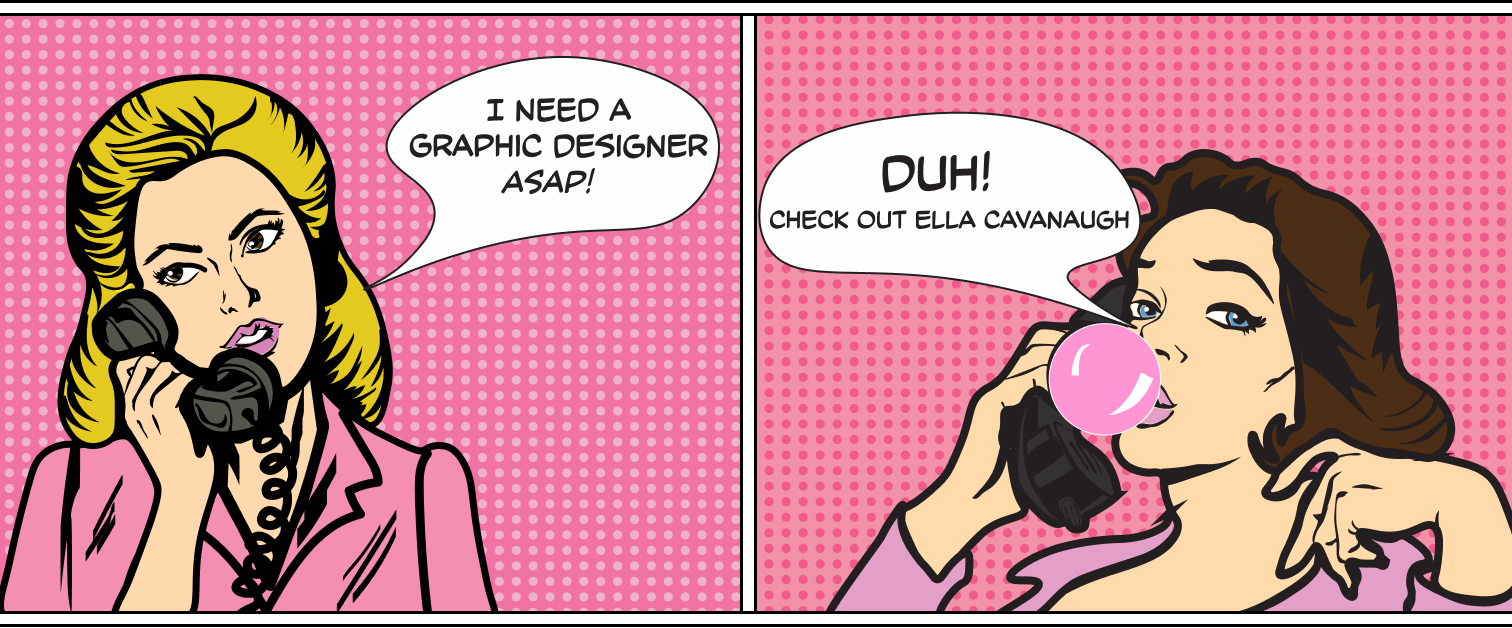 I NEED A
GRAPHIC DESIGNER
ASAP!
DUH!
CHECK OUT ELLA CAVANAUGH